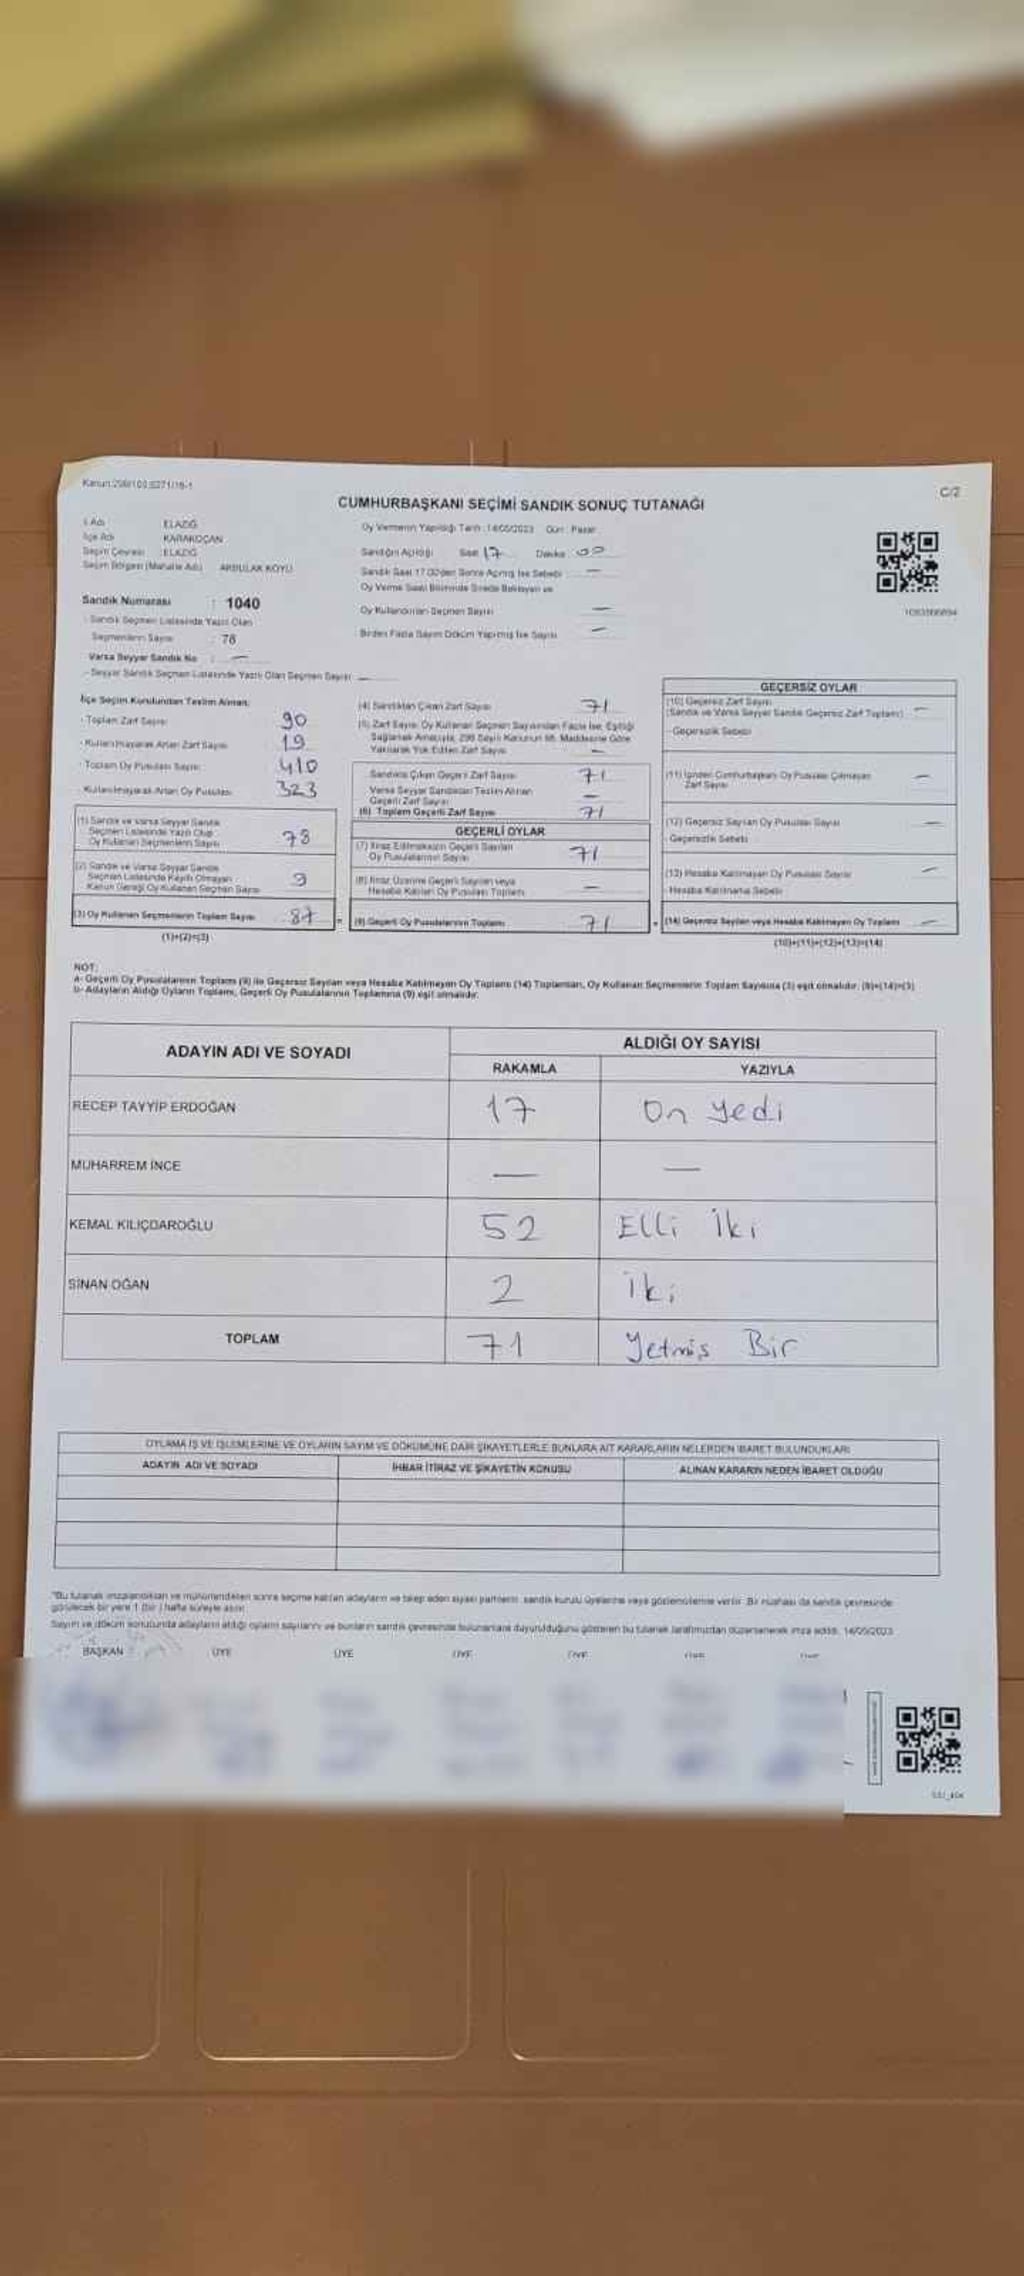 Kanun:298/105,6271/16-1
C/2
CUMHURBAŞKANI SEÇİMİ SANDIK SONUÇ TUTANAĞI
İl Adı ELAZIĞ
İlçe Adı KARAKOÇAN
Seçim Çevresi ELAZIĞ
Seçim Bölgesi (Mahalle Adı)
Oy Vermenin Yapıldığı Tarih :14/05/2023 Gün : Pazar
Sandığın Açıldığı Saat 17 Dakika 00
Sandık Saat 17.00'den Sonra Açılmış İse Sebebi : —
Oy Verme Saati Bitiminde Sırada Bekleyen ve
Oy Kullandırılan Seçmen Sayısı —
Birden Fazla Sayım Döküm Yapılmış İse Sayısı —
Sandık Numarası : 1040
- Sandık Seçmen Listesinde Yazılı Olan
Seçmenlerin Sayısı : 78
Varsa Seyyar Sandık No : —
- Seyyar Sandık Seçmen Listesinde Yazılı Olan Seçmen Sayısı : —
İlçe Seçim Kurulundan Teslim Alınan:
- Toplam Zarf Sayısı 90
- Kullanılmayarak Artan Zarf Sayısı 19
- Toplam Oy Pusulası Sayısı 410
- Kullanılmayarak Artan Oy Pusulası 323
(1) Sandık ve Varsa Seyyar Sandık
Seçmen Listesinde Yazılı Olup
Oy Kullanan Seçmenlerin Sayısı 78
(2) Sandık ve Varsa Seyyar Sandık
Seçmen Listesinde Kayıtlı Olmayan
Kanun Gereği Oy Kullanan Seçmen Sayısı 9
(3) Oy Kullanan Seçmenlerin Toplam Sayısı 87
(1)+(2)=(3)
(4) Sandıktan Çıkan Zarf Sayısı 71
(5) Zarf Sayısı Oy Kullanan Seçmen Sayısından Fazla İse, Eşitliği
Sağlamak Amacıyla, 298 Sayılı Kanunun 98. Maddesine Göre
Yakılarak Yok Edilen Zarf Sayısı —
Sandıkta Çıkan Geçerli Zarf Sayısı 71
Varsa Seyyar Sandıktan Teslim Alınan
Geçerli Zarf Sayısı —
(6) Toplam Geçerli Zarf Sayısı 71
GEÇERLİ OYLAR
(7) İtiraz Edilmeksizin Geçerli Sayılan
Oy Pusulalarının Sayısı 71
(8) İtiraz Üzerine Geçerli Sayılan veya
Hesaba Katılan Oy Pusulası Toplamı —
(9) Geçerli Oy Pusulalarının Toplamı 71
GEÇERSİZ OYLAR
(10) Geçersiz Zarf Sayısı
(Sandık ve Varsa Seyyar Sandık Geçersiz Zarf Toplamı) —
- Geçersizlik Sebebi
(11) İçinden Cumhurbaşkanı Oy Pusulası Çıkmayan
Zarf Sayısı —
(12) Geçersiz Sayılan Oy Pusulası Sayısı —
- Geçersizlik Sebebi
(13) Hesaba Katılmayan Oy Pusulası Sayısı —
- Hesaba Katılmama Sebebi
(14) Geçersiz Sayılan veya Hesaba Katılmayan Oy Toplamı —
(10)+(11)+(12)+(13)=(14)
NOT:
a- Geçerli Oy Pusulalarının Toplamı (9) ile Geçersiz Sayılan veya Hesaba Katılmayan Oy Toplamı (14) Toplamları, Oy Kullanan Seçmenlerin Toplam Sayısına (3) eşit olmalıdır. (9)+(14)=(3)
b- Adayların Aldığı Oyların Toplamı, Geçerli Oy Pusulalarının Toplamına (9) eşit olmalıdır.
ADAYIN ADI VE SOYADI ALDIĞI OY SAYISI
RAKAMLA YAZIYLA
RECEP TAYYİP ERDOĞAN 17 On yedi
MUHARREM İNCE — —
KEMAL KILIÇDAROĞLU 52 Elli iki
SİNAN OĞAN 2 iki
TOPLAM 71 Yetmiş Bir
OYLAMA İŞ VE İŞLEMLERİNE VE OYLARIN SAYIM VE DÖKÜMÜNE DAİR ŞİKAYETLERLE BUNLARA AİT KARARLARIN NELERDEN İBARET BULUNDUKLARI
ADAYIN ADI VE SOYADI İHBAR İTİRAZ VE ŞİKAYETİN KONUSU ALINAN KARARIN NEDEN İBARET OLDUĞU
*Bu tutanak imzalandıktan ve mühürlendikten sonra seçime katılan adayların ve talep eden siyasi partilerin, sandık kurulu üyelerine veya gözlemcilerine verilir. Bir nüshası da sandık çevresinde
görülecek bir yere 1 (bir) hafta süreyle asılır.
Sayım ve döküm sonucunda adayların aldığı oyların sayılarını ve bunların sandık çevresinde bulunanlara duyurulduğunu gösteren bu tutanak tarafımızdan düzenlenerek imza edildi. 14/05/2023
BAŞKAN ÜYE ÜYE ÜYE ÜYE